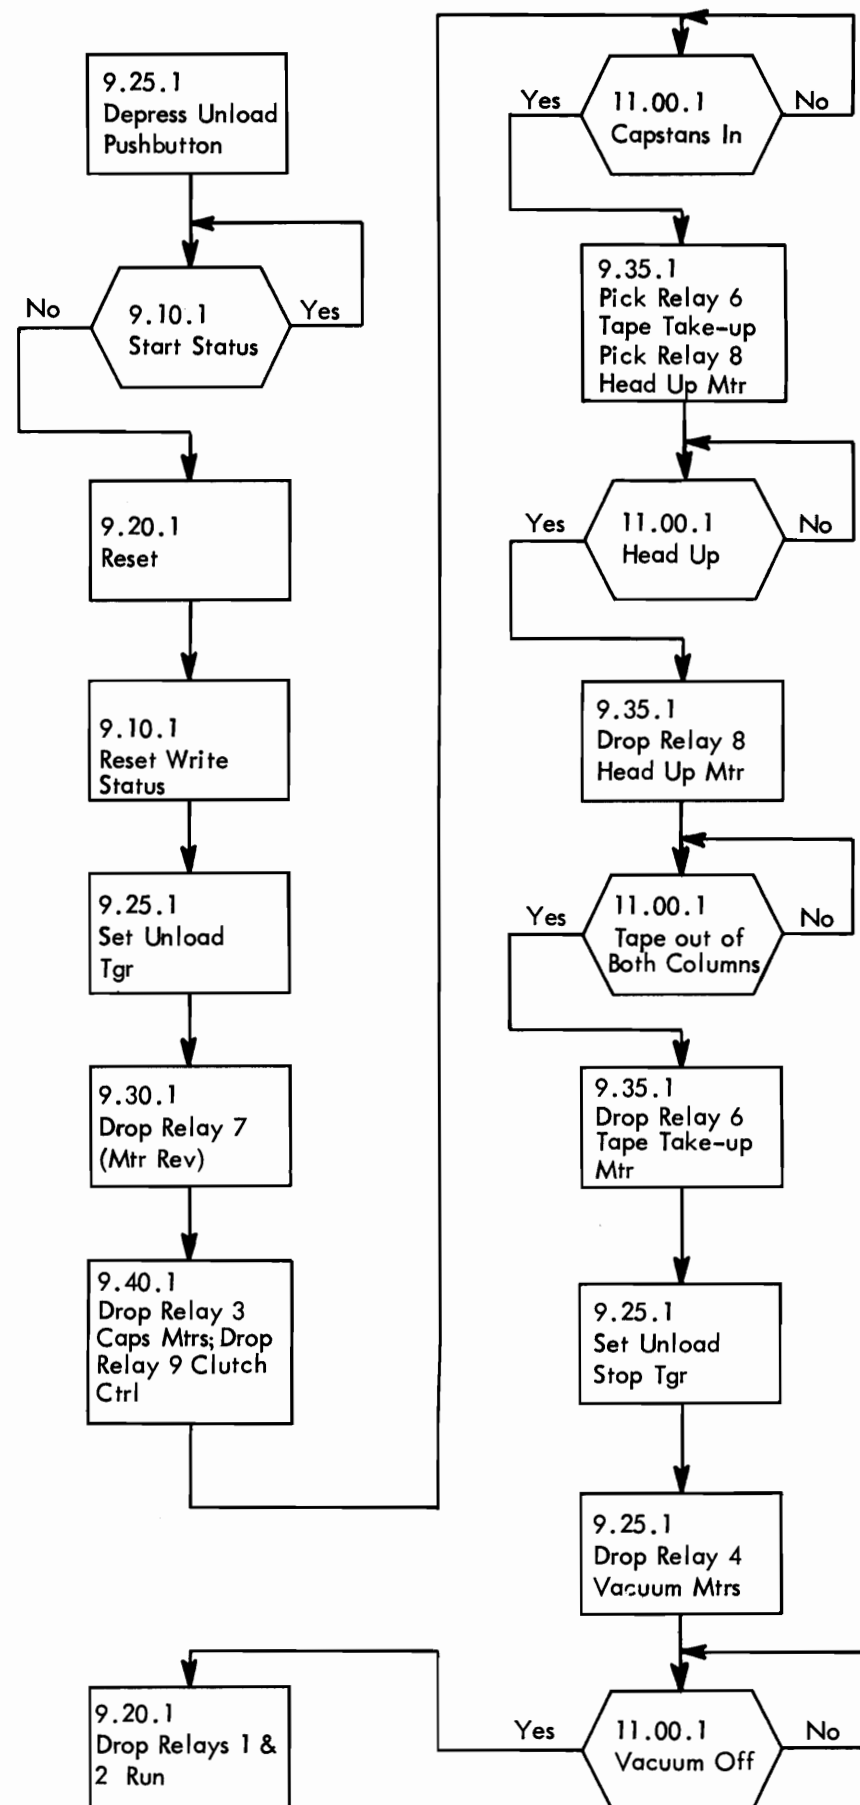 9.25.1
Depress Unload
Pushbutton
No
9.10.1
Start Status
Yes
9.20.1
Reset
9.10.1
Reset Write
Status
9.25.1
Set Unload
Tgr
9.30.1
Drop Relay 7
(Mtr Rev)
9.40.1
Drop Relay 3
Caps Mtrs; Drop
Relay 9 Clutch
Ctrl
Yes
11.00.1
Capstans In
No
9.35.1
Pick Relay 6
Tape Take-up
Pick Relay 8
Head Up Mtr
Yes
11.00.1
Head Up
No
9.35.1
Drop Relay 8
Head Up Mtr
Yes
11.00.1
Tape out of
Both Columns
No
9.35.1
Drop Relay 6
Tape Take-up
Mtr
9.25.1
Set Unload
Stop Tgr
9.25.1
Drop Relay 4
Vacuum Mtrs
Yes
11.00.1
Vacuum Off
No
9.20.1
Drop Relays 1 &
2 Run